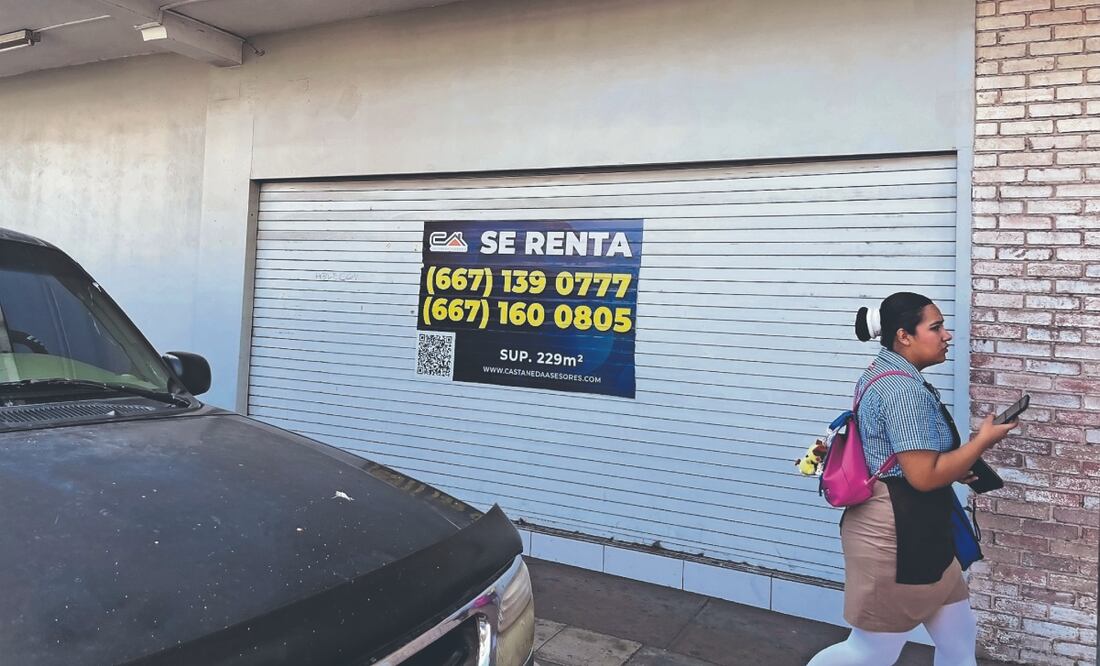 CA SE RENTA
(667) 139 0777
(667) 160 0805
SUP. 229m²
WWW.CASTANEDAASESORES.COM